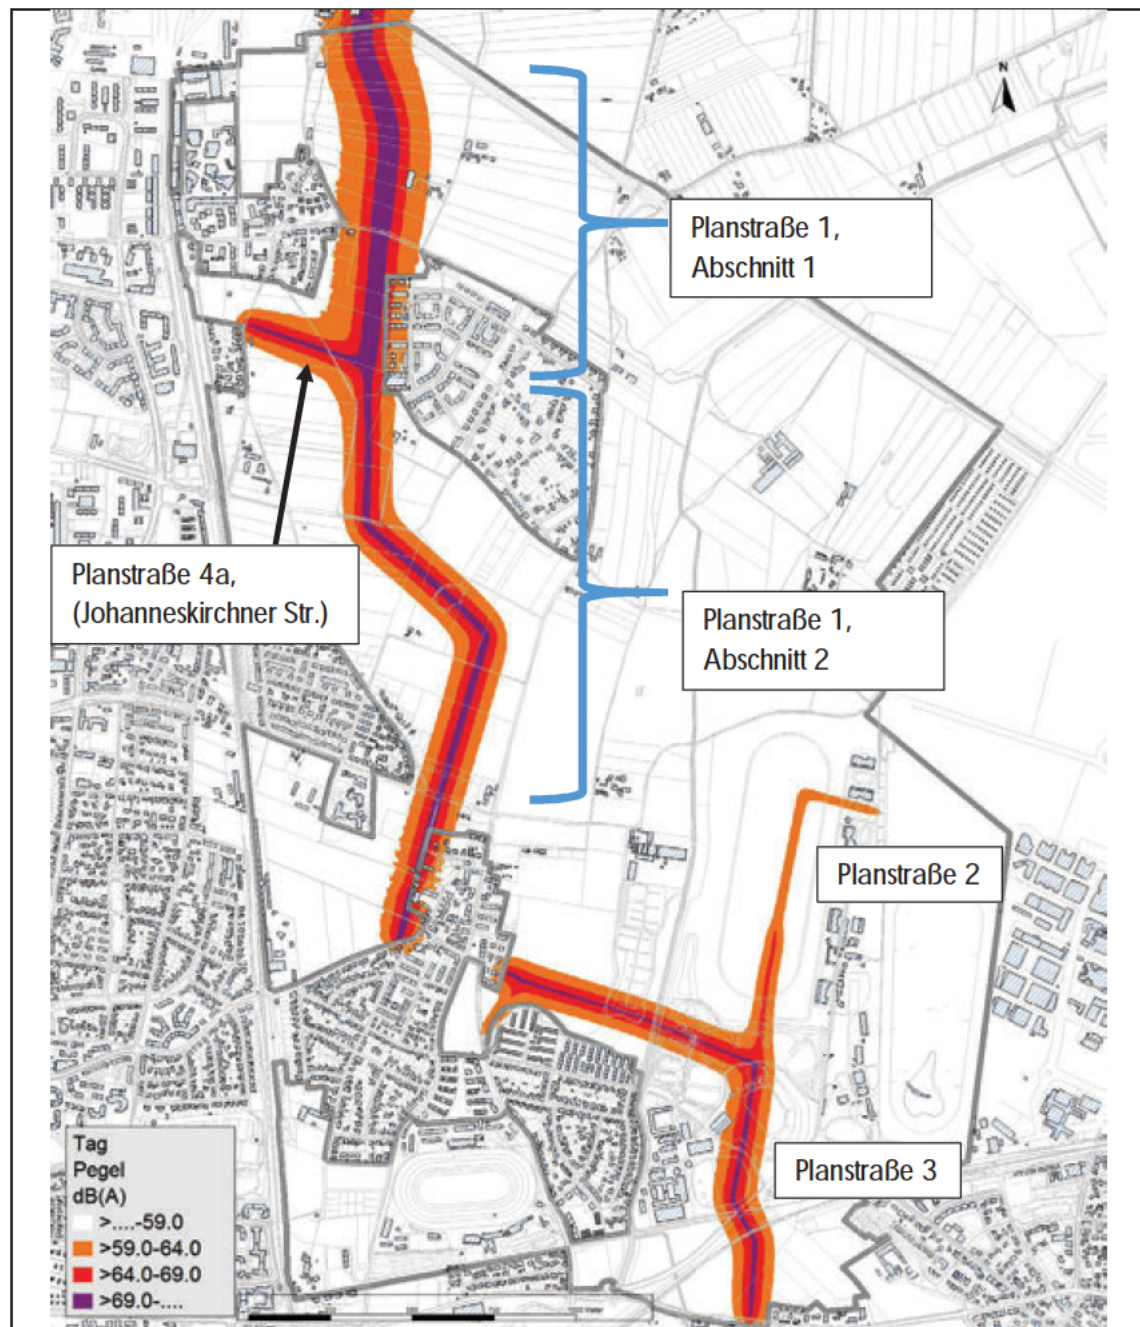 N
Planstraße 1,
Abschnitt 1
Planstraße 4a,
(Johanneskirchner Str.)
Planstraße 1,
Abschnitt 2
Planstraße 2
Planstraße 3
Tag
Pegel
dB(A)
>....-59.0
>59.0-64.0
>64.0-69.0
>69.0-....